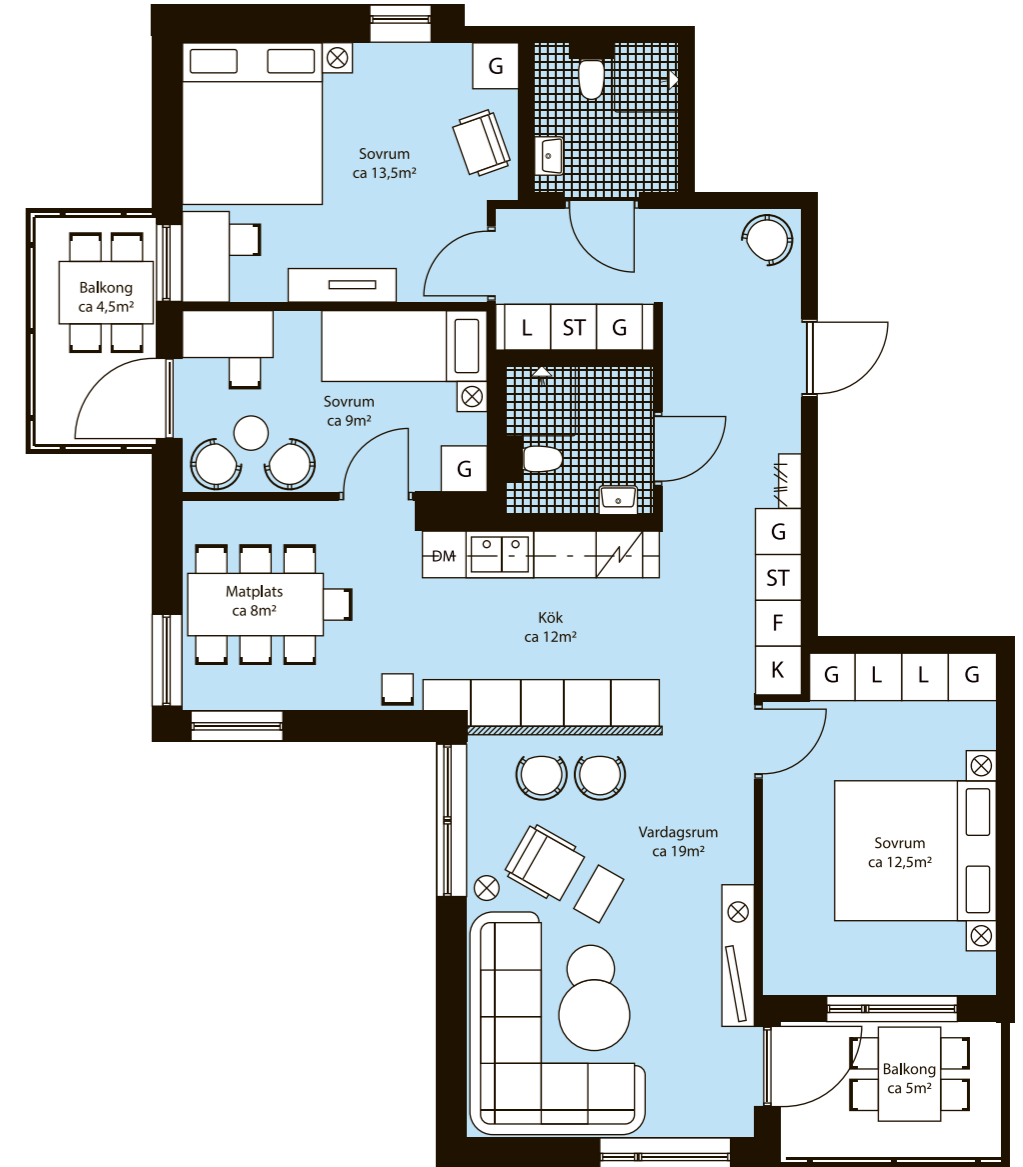 G
Sovrum
ca 13,5m²
Balkong
ca 4,5m²
L ST G
Sovrum
ca 9m²
G
G
ST
F
K
DM
Matplats
ca 8m²
Kök
ca 12m²
G L L G
Vardagsrum
ca 19m²
Sovrum
ca 12,5m²
Balkong
ca 5m²